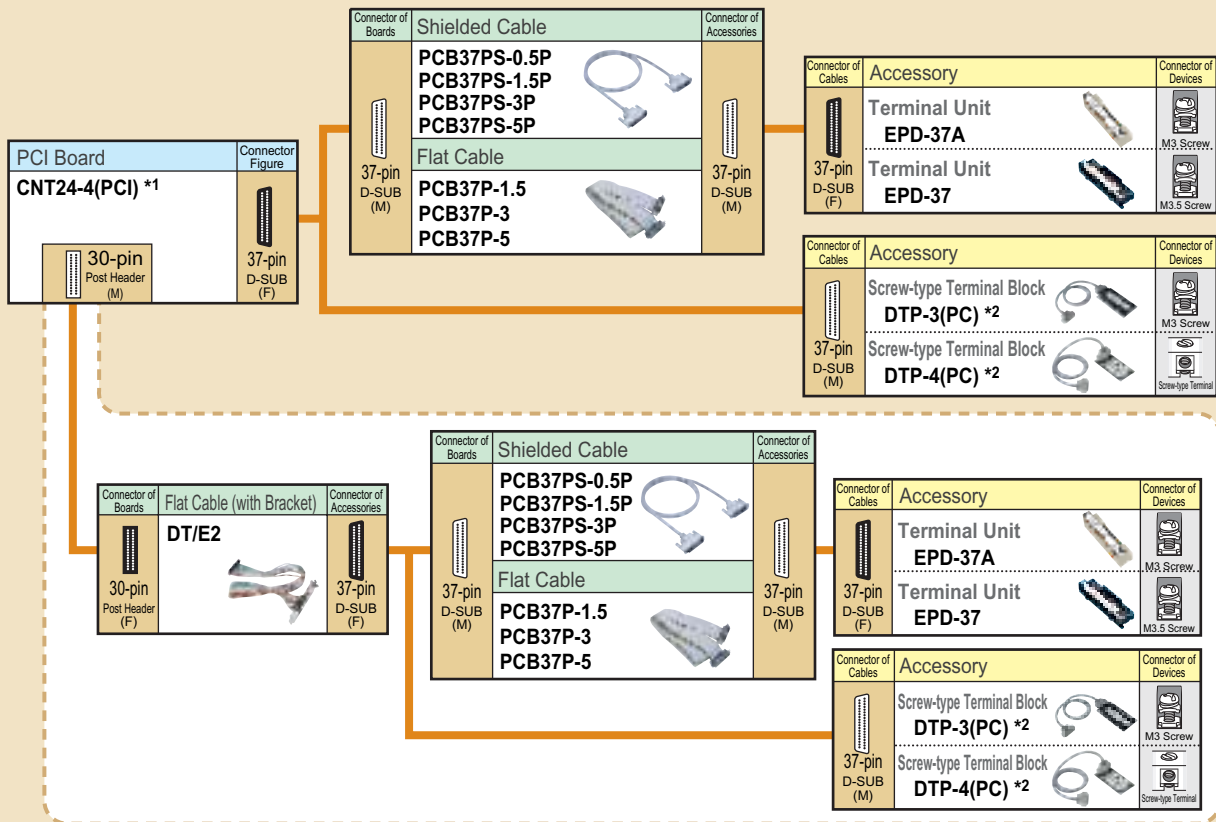 Connector of
Boards
Shielded Cable
Connector of
Accessories
PCB37PS-0.5P
PCB37PS-1.5P
PCB37PS-3P
PCB37PS-5P
Flat Cable
PCB37P-1.5
PCB37P-3
PCB37P-5
37-pin
D-SUB
(M)
37-pin
D-SUB
(M)
Connector of
Cables
Accessory
Connector of
Devices
Terminal Unit
EPD-37A
M3 Screw
Terminal Unit
EPD-37
M3.5 Screw
37-pin
D-SUB
(F)
PCI Board
Connector
Figure
CNT24-4(PCI) *1
30-pin
Post Header
(M)
37-pin
D-SUB
(F)
Connector of
Cables
Accessory
Connector of
Devices
Screw-type Terminal Block
DTP-3(PC) *2
M3 Screw
Screw-type Terminal Block
DTP-4(PC) *2
Screw-type Terminal
37-pin
D-SUB
(M)
Connector of
Boards
Flat Cable (with Bracket)
Connector of
Accessories
DT/E2
30-pin
Post Header
(F)
37-pin
D-SUB
(F)
Connector of
Boards
Shielded Cable
Connector of
Accessories
PCB37PS-0.5P
PCB37PS-1.5P
PCB37PS-3P
PCB37PS-5P
Flat Cable
PCB37P-1.5
PCB37P-3
PCB37P-5
37-pin
D-SUB
(M)
37-pin
D-SUB
(M)
Connector of
Cables
Accessory
Connector of
Devices
Terminal Unit
EPD-37A
M3 Screw
Terminal Unit
EPD-37
M3.5 Screw
37-pin
D-SUB
(F)
Connector of
Cables
Accessory
Connector of
Devices
Screw-type Terminal Block
DTP-3(PC) *2
M3 Screw
Screw-type Terminal Block
DTP-4(PC) *2
Screw-type Terminal
37-pin
D-SUB
(M)